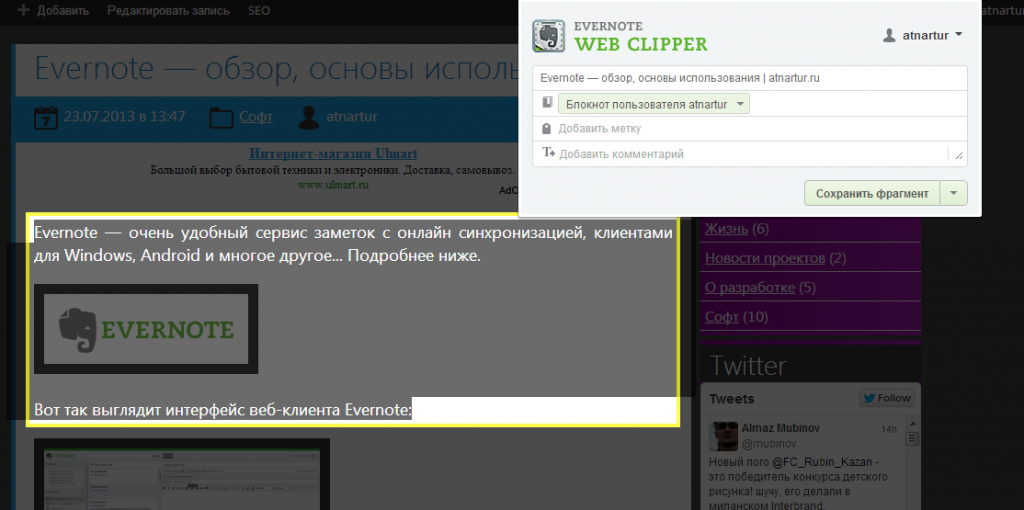 Добавить Редактировать запись SEO
atnartur
Evernote — обзор, основы исполь
23.07.2013 в 13:47 Софт atnartur
Интернет-магазин Ulmart
Большой выбор бытовой техники и электроники. Доставка, самовывоз.
www.ulmart.ru
AdC
EVERNOTE
WEB CLIPPER
atnartur
Evernote — обзор, основы использования | atnartur.ru
Блокнот пользователя atnartur
Добавить метку
Добавить комментарий
Сохранить фрагмент
Evernote — очень удобный сервис заметок с онлайн синхронизацией, клиентами
для Windows, Android и многое другое... Подробнее ниже.
EVERNOTE
Вот так выглядит интерфейс веб-клиента Evernote:
Жизнь (6)
Новости проектов (2)
О разработке (5)
Софт (10)
Twitter
Tweets Follow
Almaz Mubinov 14h
@mubinov
Новый лого @FC_Rubin_Kazan -
это победитель конкурса детского
рисунка! шучу, его делали в
миланском Interbrand